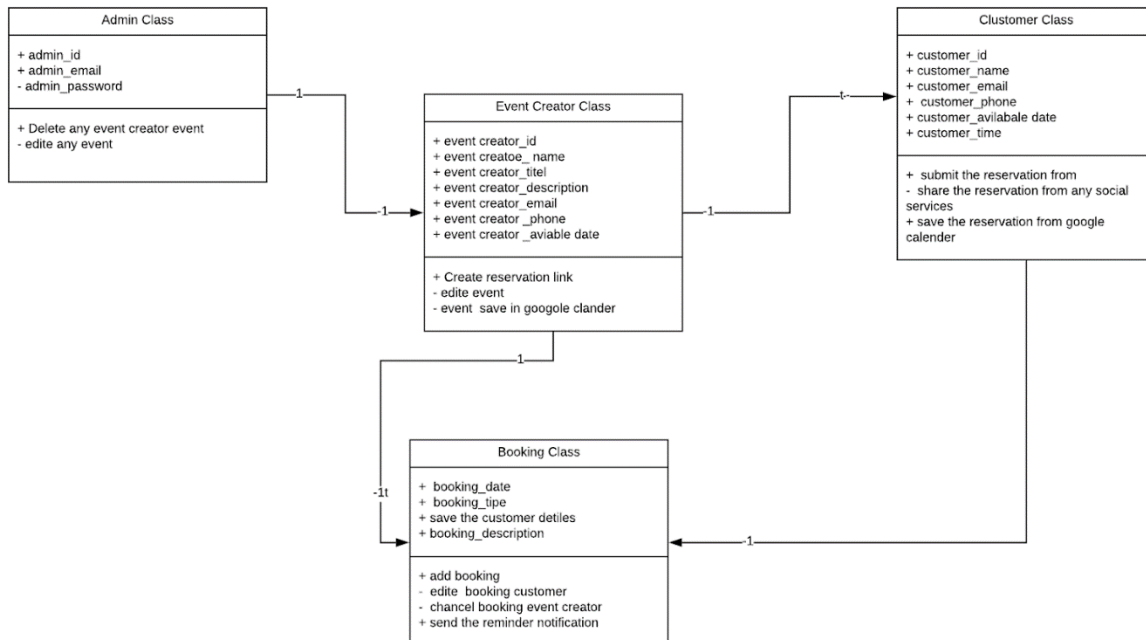 Admin Class
+ admin_id
+ admin_email
- admin_password
+ Delete any event creator event
- edite any event
1
-1
Event Creator Class
+ event creator_id
+ event creatoe_ name
+ event creator_titel
+ event creator_description
+ event creator_email
+ event creator _phone
+ event creator _aviable date
+ Create reservation link
- edite event
- event save in googole clander
-1
t-
Clustomer Class
+ customer_id
+ customer_name
+ customer_email
+ customer_phone
+ customer_avilabale date
+ customer_time
+ submit the reservation from
- share the reservation from any social
services
+ save the reservation from google
calender
1
-1t
-1
Booking Class
+ booking_date
+ booking_tipe
+ save the customer detiles
+ booking_description
+ add booking
- edite booking customer
- chancel booking event creator
+ send the reminder notification